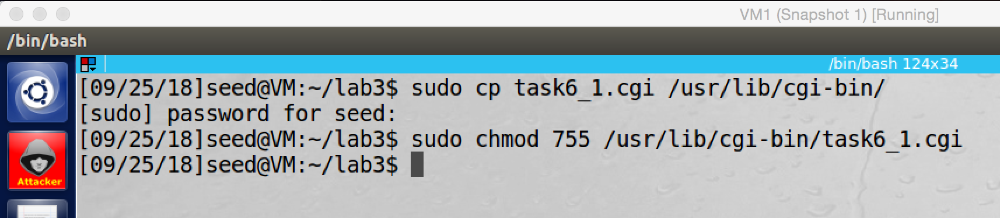 VM1 (Snapshot 1) [Running]
/bin/bash
/bin/bash 124x34
[09/25/18]seed@VM:~/lab3$ sudo cp task6_1.cgi /usr/lib/cgi-bin/
[sudo] password for seed:
[09/25/18]seed@VM:~/lab3$ sudo chmod 755 /usr/lib/cgi-bin/task6_1.cgi
[09/25/18]seed@VM:~/lab3$
Attacker